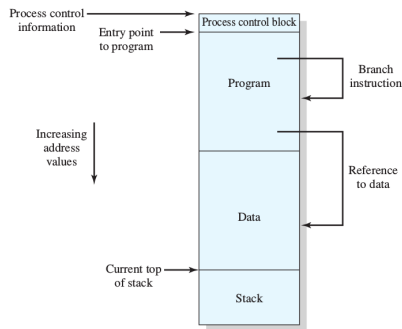 Process control
information
Process control block
Entry point
to program
Program
Branch
instruction
Increasing
address
values
Reference
to data
Data
Current top
of stack
Stack